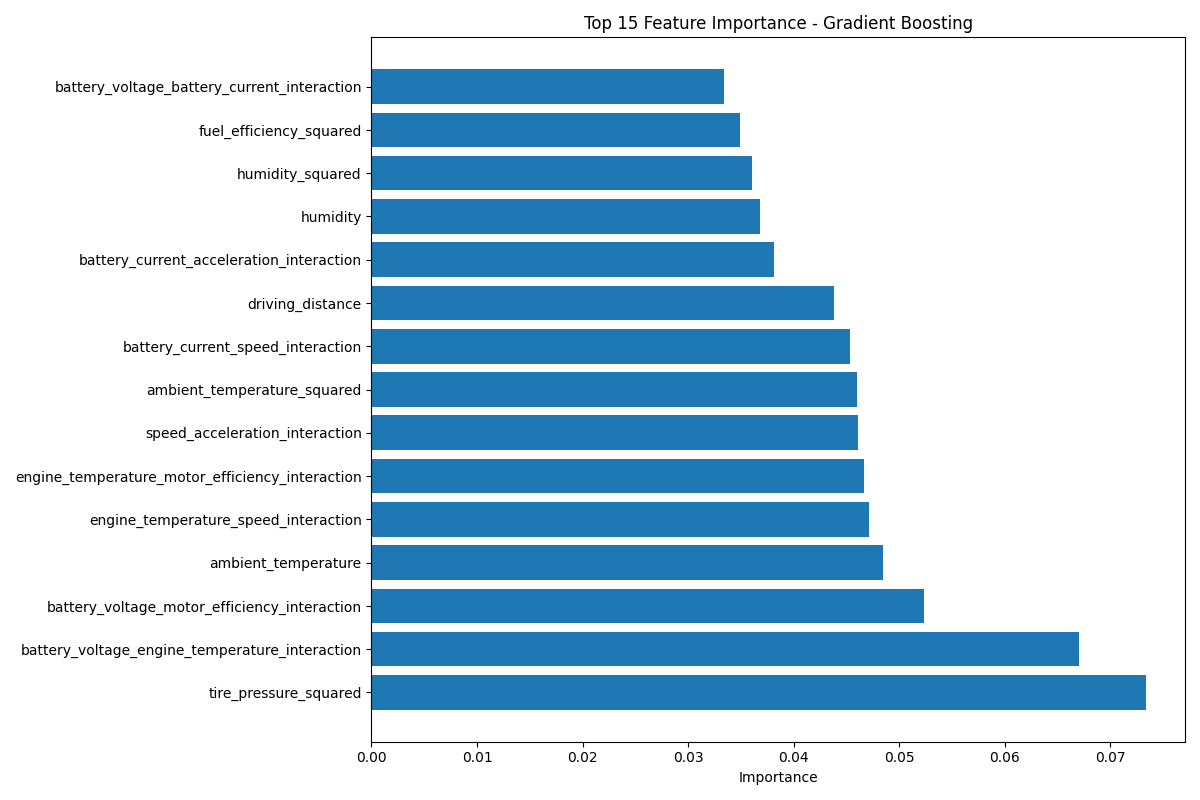 Top 15 Feature Importance - Gradient Boosting
battery_voltage_battery_current_interaction
fuel_efficiency_squared
humidity_squared
humidity
battery_current_acceleration_interaction
driving_distance
battery_current_speed_interaction
ambient_temperature_squared
speed_acceleration_interaction
engine_temperature_motor_efficiency_interaction
engine_temperature_speed_interaction
ambient_temperature
battery_voltage_motor_efficiency_interaction
battery_voltage_engine_temperature_interaction
tire_pressure_squared
0.00 0.01 0.02 0.03 0.04 0.05 0.06 0.07
Importance